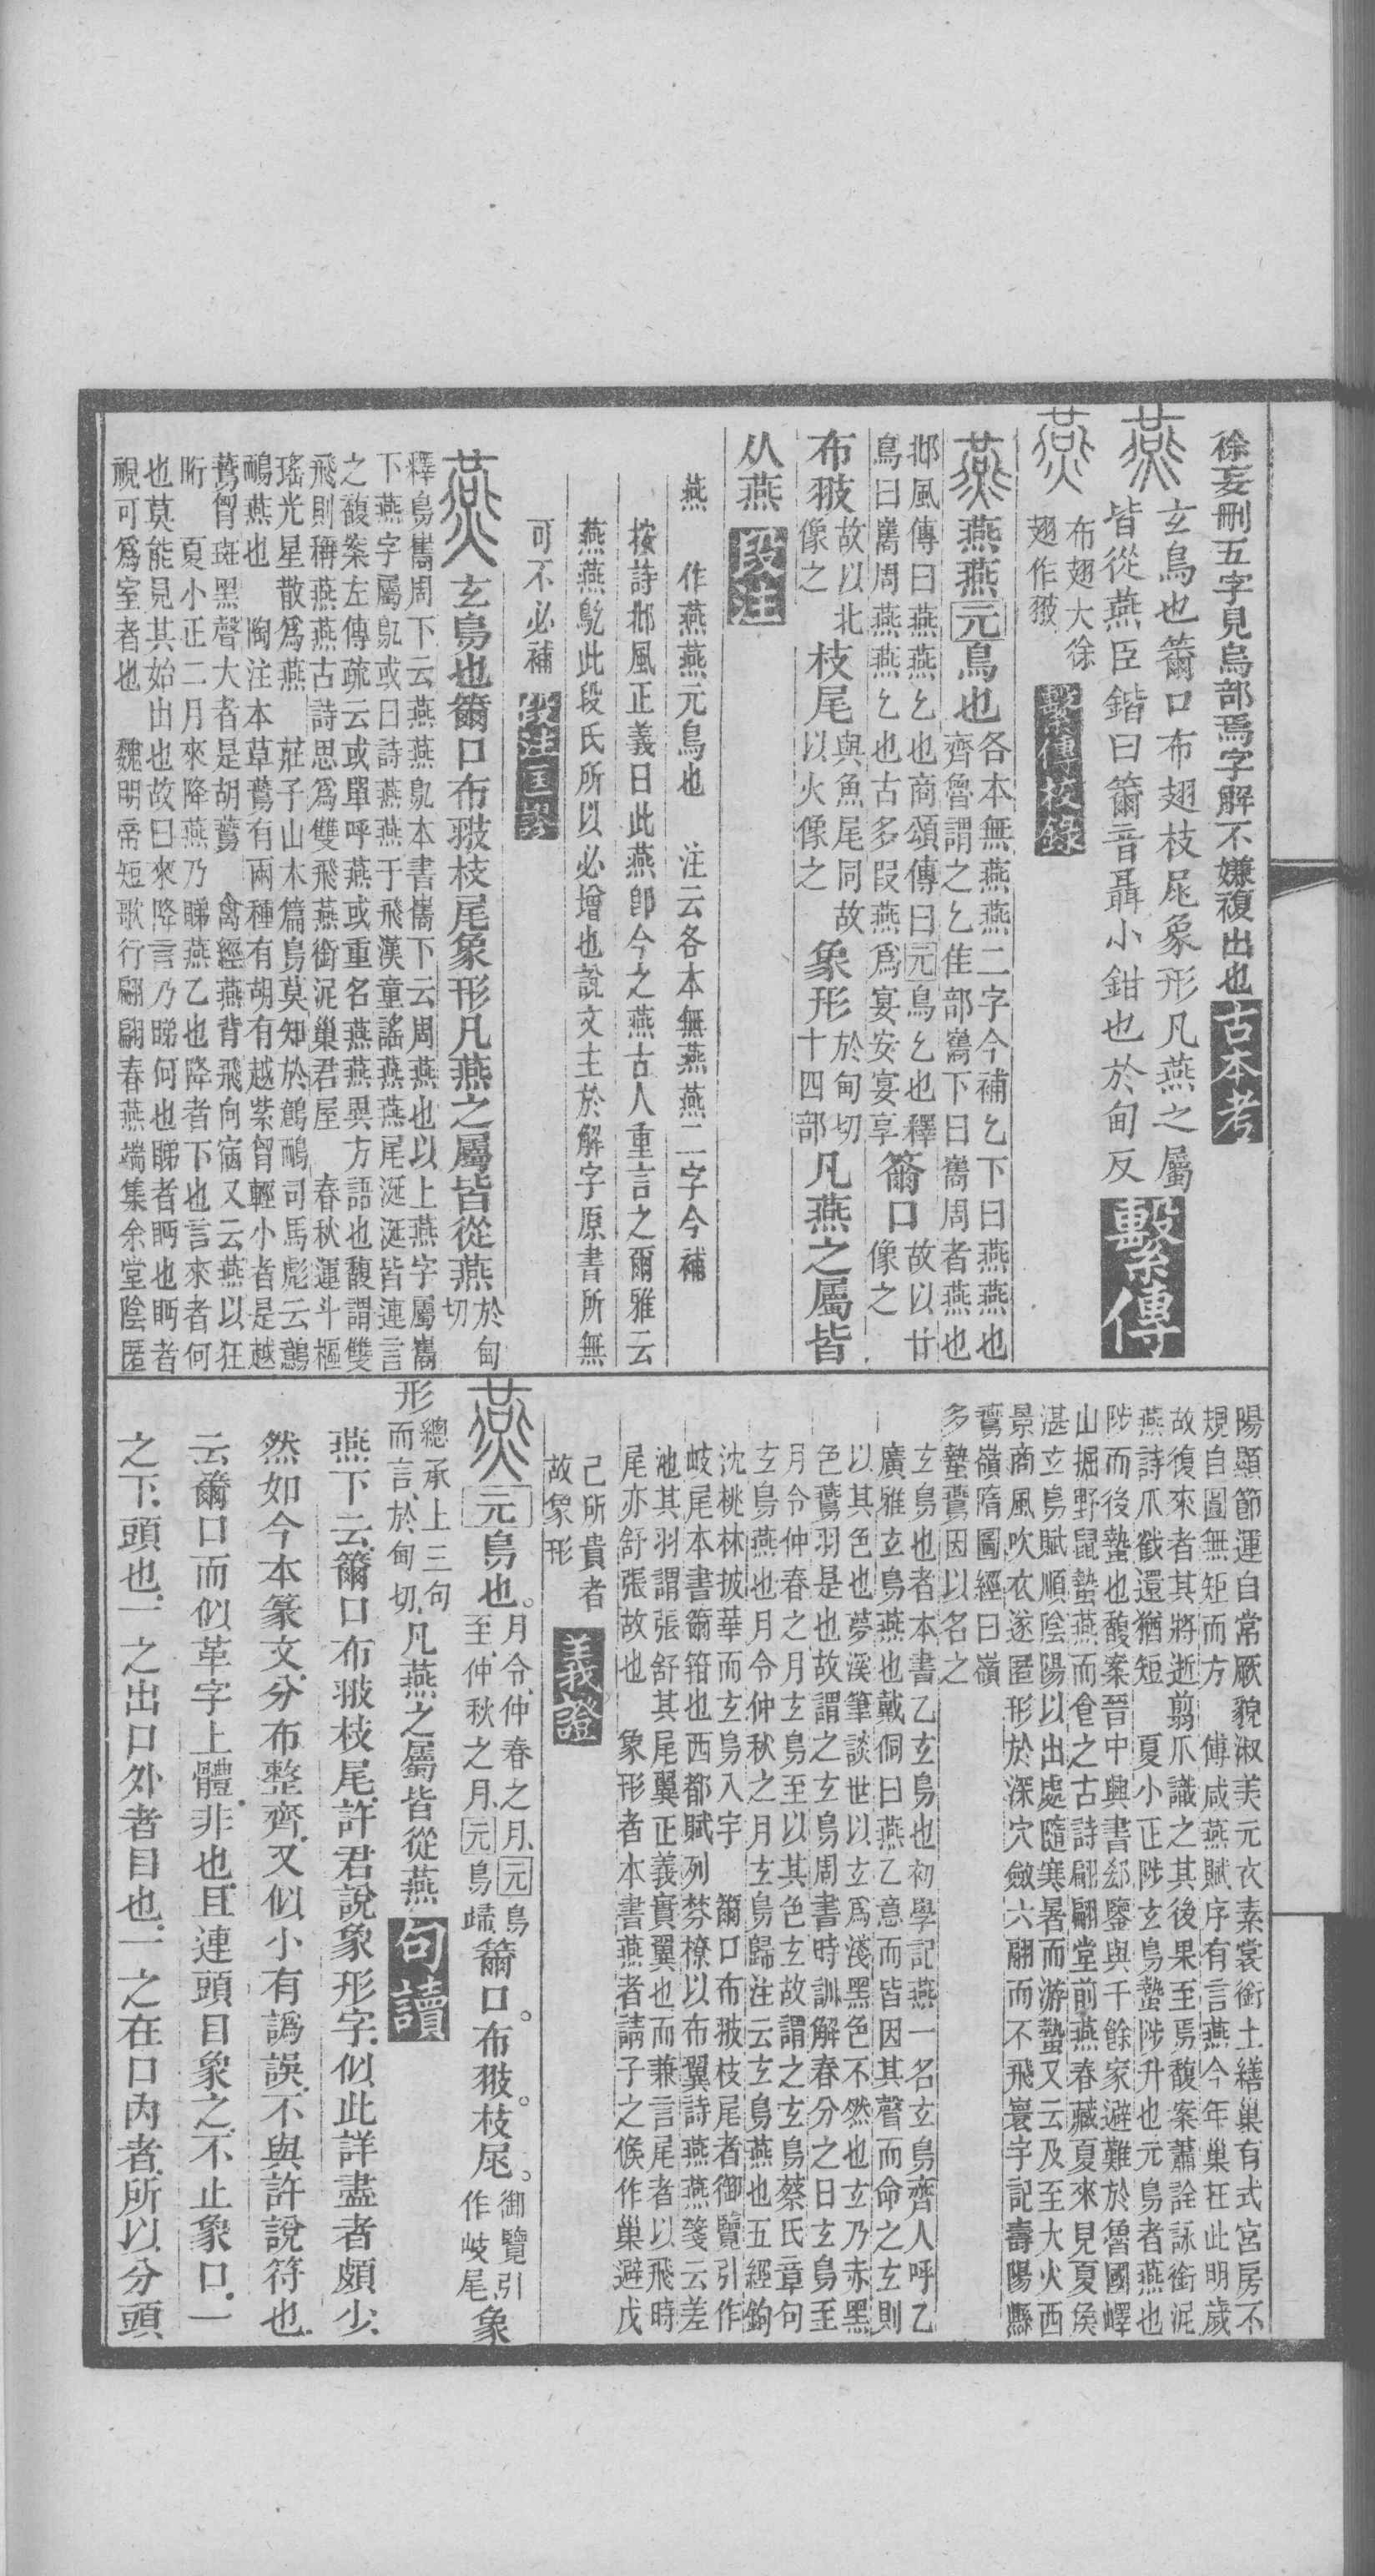 徐妄刪五字見烏部焉字解不嫌複出也古本考
燕玄鳥也籋口布翅枝𡲵象形凡燕之屬
皆從燕臣鍇曰籋音聶小鉗也於甸反繫傳
燕布翅大徐
翅作翄繫傳校錄
燕燕燕元鳥也各本無燕燕二字今補乞下曰燕燕也
齊魯謂之乞隹部巂下曰巂周者燕也
邶風傳曰燕燕乞也商頌傳曰元鳥乞也釋
鳥曰巂周燕燕乞也古多叚燕爲宴安宴享籋口故以廿
像之
布翄故以北
像之枝尾與魚尾同故
以火像之象形於甸切
十四部凡燕之屬皆
从燕段注
燕 作燕燕元鳥也 注云各本無燕燕二字今補
按詩邶風正義曰此燕卽今之燕古人重言之爾雅云
燕燕鳦此段氏所以必增也說文主於解字原書所無
可不必補段注匡謬
燕玄鳥也籋口布翄枝尾象形凡燕之屬皆從燕於甸
切
釋鳥巂周下云燕燕鳦本書巂下云周燕也以上燕字屬巂
下燕字屬鳦或曰詩燕燕于飛漢童謠燕燕尾涎涎皆連言
之馥案左傳疏云或單呼燕或重名燕燕異方語也馥謂雙
飛則稱燕燕古詩思爲雙飛燕銜泥巢君屋 春秋運斗樞
瑤光星散爲燕 莊子山木篇鳥莫知於鷾鴯司馬彪云鷾
鴯燕也 陶注本草鷰有兩種有胡有越紫胷輕小者是越
鷰胷斑黑聲大者是胡鷰 禽經燕背飛向宿又云燕以狂
䀎 夏小正二月來降燕乃睇燕乙也降者下也言來者何
也莫能見其始出也故曰來降言乃睇何也睇者眄也眄者
視可爲室者也 魏明帝短歌行翩翩春燕端集余堂陰匿
陽顯節運自常厥貌淑美元衣素裳銜土繕巢有式宮房不
規自圓無矩而方 傅咸燕賦序有言燕今年巢在此明歲
故復來者其將逝翦爪識之其後果至焉馥案蕭詮詠銜泥
燕詩爪㦸還猶短 夏小正陟玄鳥蟄陟升也元鳥者燕也
陟而後蟄也馥案晉中興書郄鑒與千餘家避難於魯國嶧
山掘野鼠蟄燕而食之古詩翩翩堂前燕春藏夏來見夏矦
湛玄鳥賦順陰陽以出處隨寒暑而游蟄又云及至大火西
景商風吹衣遂匿形於深穴斂六翮而不飛寰宇記壽陽縣
鷰嶺隋圖經曰嶺
多蟄鷰因以名之
玄鳥也者本書乙玄鳥也初學記燕一名玄鳥齊人呼乙
廣雅玄鳥燕也戴侗曰燕乙意而皆因其聲而命之玄則
以其色也夢溪筆談世以玄爲淺黑色不然也玄乃赤黑
色鷰羽是也故謂之玄鳥周書時訓解春分之日玄鳥至
月令仲春之月玄鳥至以其色玄故謂之玄鳥蔡氏章句
玄鳥燕也月令仲秋之月玄鳥歸注云玄鳥燕也五經鉤
沈桃林披華而玄鳥入宇 籋口布翄枝尾者御覽引作
岐尾本書籋箝也西都賦列棼橑以布翼詩燕燕箋云差
池其羽謂張舒其尾翼正義實翼也而兼言尾者以飛時
尾亦舒張故也 象形者本書燕者請子之候作巢避戊
己所貴者
故象形義證
燕元鳥也。月令仲春之月元鳥
至仲秋之月元鳥歸籋口。布翄。枝𡲵。御覽引
作岐尾象
形總承上三句
而言於甸切凡燕之屬皆從燕句讀
燕下云籋口布翄枝尾許君說象形字似此詳盡者頗少
然如今本篆文分布整齊又似小有譌誤不與許說符也
云籋口而似革字上體非也且連頭目象之不止象口一
之下頭也一之出口外者目也一之在口內者所以分頭